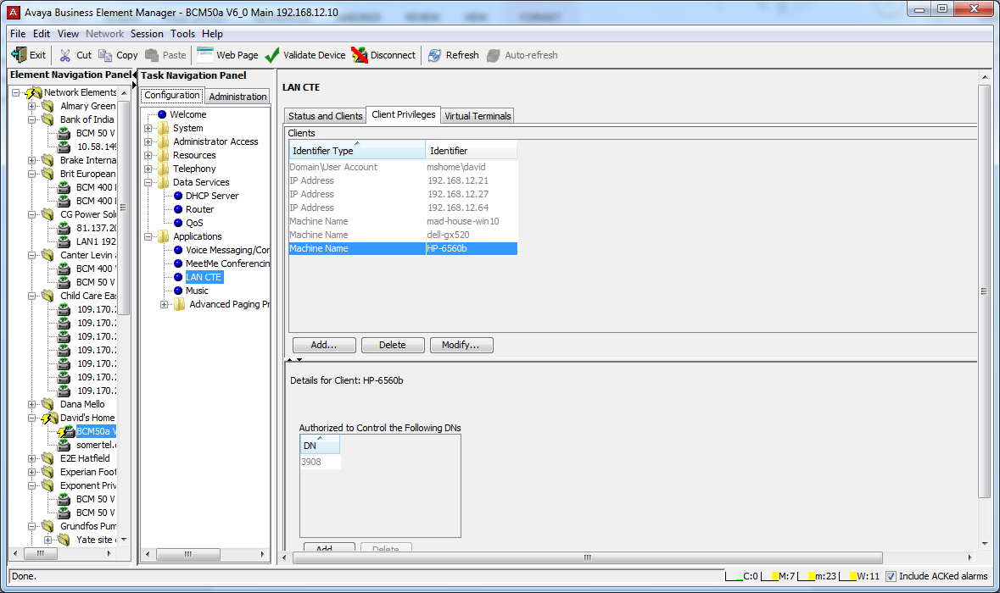 Avaya Business Element Manager - BCM50a V6_0 Main 192.168.12.10
File Edit View Network Session Tools Help
Exit Cut Copy Paste Web Page Validate Device Disconnect Refresh Auto-refresh
Element Navigation Panel
Network Elements
Almary Green
Bank of India
BCM 50 V
10.58.149
Brake Interna
Brit European
BCM 400
BCM 400
CG Power Solu
81.137.20
LAN1 192
Canter Levin
BCM 400
BCM 50 V
Child Care Eas
109.170.2
109.170.2
109.170.2
109.170.2
109.170.2
109.170.2
109.170.2
Dana Mello
David's Home
BCM50a V
somertel.
E2E Hatfield
Experian Foot
Exponent Priv
BCM 50 V
BCM 50 V
Grundfos Pum
Yate site
Task Navigation Panel
Configuration Administration
Welcome
System
Administrator Access
Resources
Telephony
Data Services
DHCP Server
Router
QoS
Applications
Voice Messaging/Con
MeetMe Conferencin
LAN CTE
Music
Advanced Paging Pr
LAN CTE
Status and Clients Client Privileges Virtual Terminals
Clients
Identifier Type Identifier
Domain\User Account mshome\david
IP Address 192.168.12.21
IP Address 192.168.12.27
IP Address 192.168.12.64
Machine Name mad-house-win10
Machine Name dell-gx520
Machine Name HP-6560b
Add... Delete Modify...
Details for Client: HP-6560b
Authorized to Control the Following DNs
DN
3908
Add... Delete
Done.
C:0 M:7 m:23 W:11 Include ACKed alarms